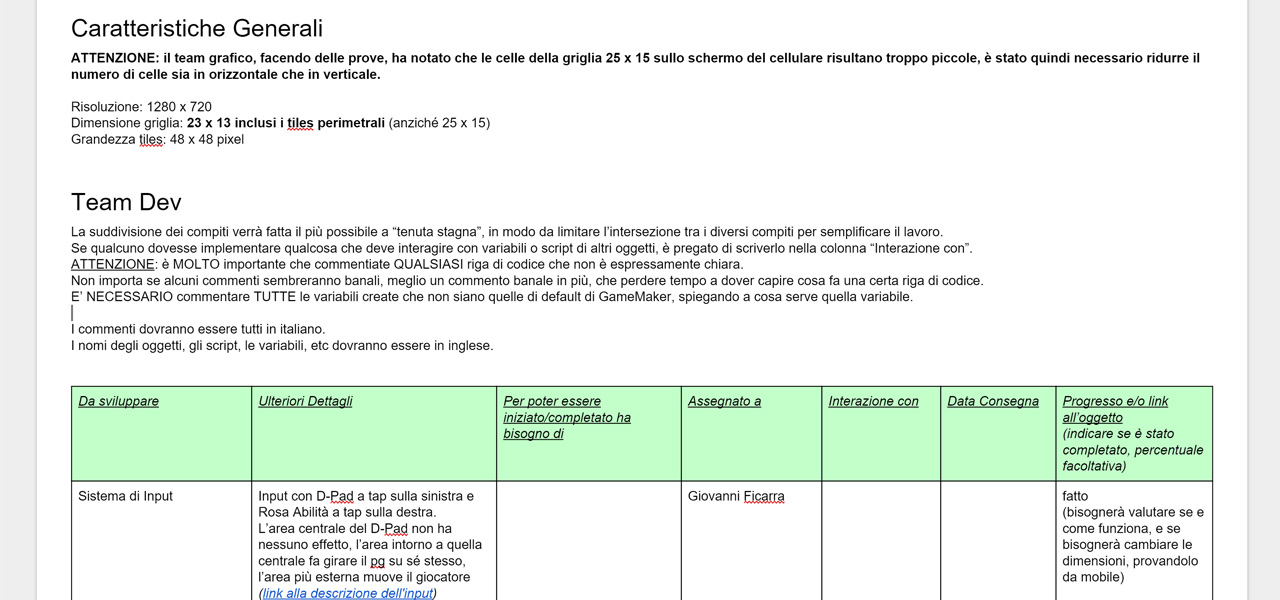 Caratteristiche Generali
ATTENZIONE: il team grafico, facendo delle prove, ha notato che le celle della griglia 25 x 15 sullo schermo del cellulare risultano troppo piccole, è stato quindi necessario ridurre il
numero di celle sia in orizzontale che in verticale.
Risoluzione: 1280 x 720
Dimensione griglia: 23 x 13 inclusi i tiles perimetrali (anziché 25 x 15)
Grandezza tiles: 48 x 48 pixel
Team Dev
La suddivisione dei compiti verrà fatta il più possibile a “tenuta stagna”, in modo da limitare l’intersezione tra i diversi compiti per semplificare il lavoro.
Se qualcuno dovesse implementare qualcosa che deve interagire con variabili o script di altri oggetti, è pregato di scriverlo nella colonna “Interazione con”.
ATTENZIONE: è MOLTO importante che commentiate QUALSIASI riga di codice che non è espressamente chiara.
Non importa se alcuni commenti sembreranno banali, meglio un commento banale in più, che perdere tempo a dover capire cosa fa una certa riga di codice.
E’ NECESSARIO commentare TUTTE le variabili create che non siano quelle di default di GameMaker, spiegando a cosa serve quella variabile.
I commenti dovranno essere tutti in italiano.
I nomi degli oggetti, gli script, le variabili, etc dovranno essere in inglese.
Da sviluppare
Ulteriori Dettagli
Per poter essere
iniziato/completato ha
bisogno di
Assegnato a
Interazione con
Data Consegna
Progresso e/o link
all’oggetto
(indicare se è stato
completato, percentuale
facoltativa)
Sistema di Input
Input con D-Pad a tap sulla sinistra e
Rosa Abilità a tap sulla destra.
L’area centrale del D-Pad non ha
nessuno effetto, l’area intorno a quella
centrale fa girare il pg su sé stesso,
l’area più esterna muove il giocatore
(link alla descrizione dell’input)
Giovanni Ficarra
fatto
(bisognerà valutare se e
come funziona, e se
bisognerà cambiare le
dimensioni, provandolo
da mobile)